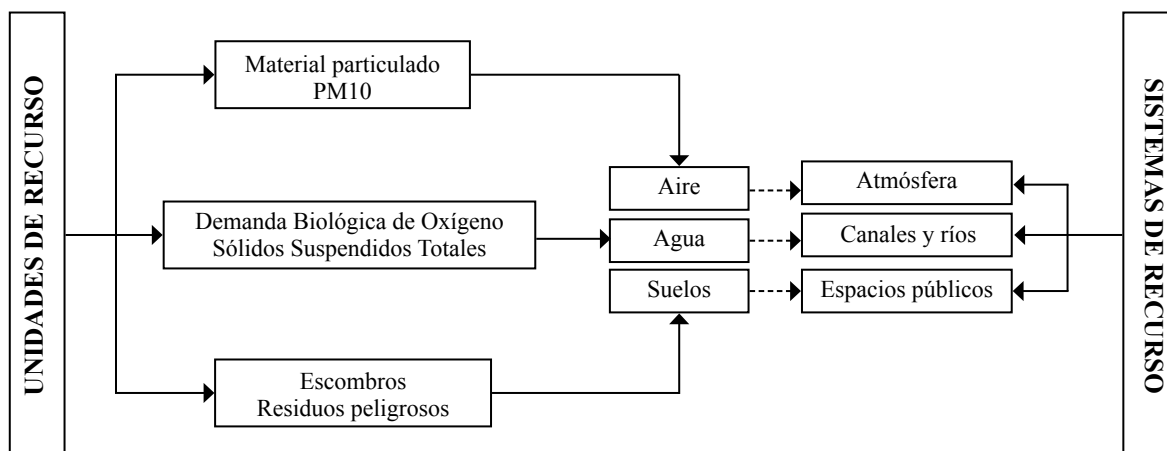 UNIDADES DE RECURSO
Material particulado
PM10
Demanda Biológica de Oxígeno
Sólidos Suspendidos Totales
Escombros
Residuos peligrosos
Aire
Agua
Suelos
Atmósfera
Canales y ríos
Espacios públicos
SISTEMAS DE RECURSO